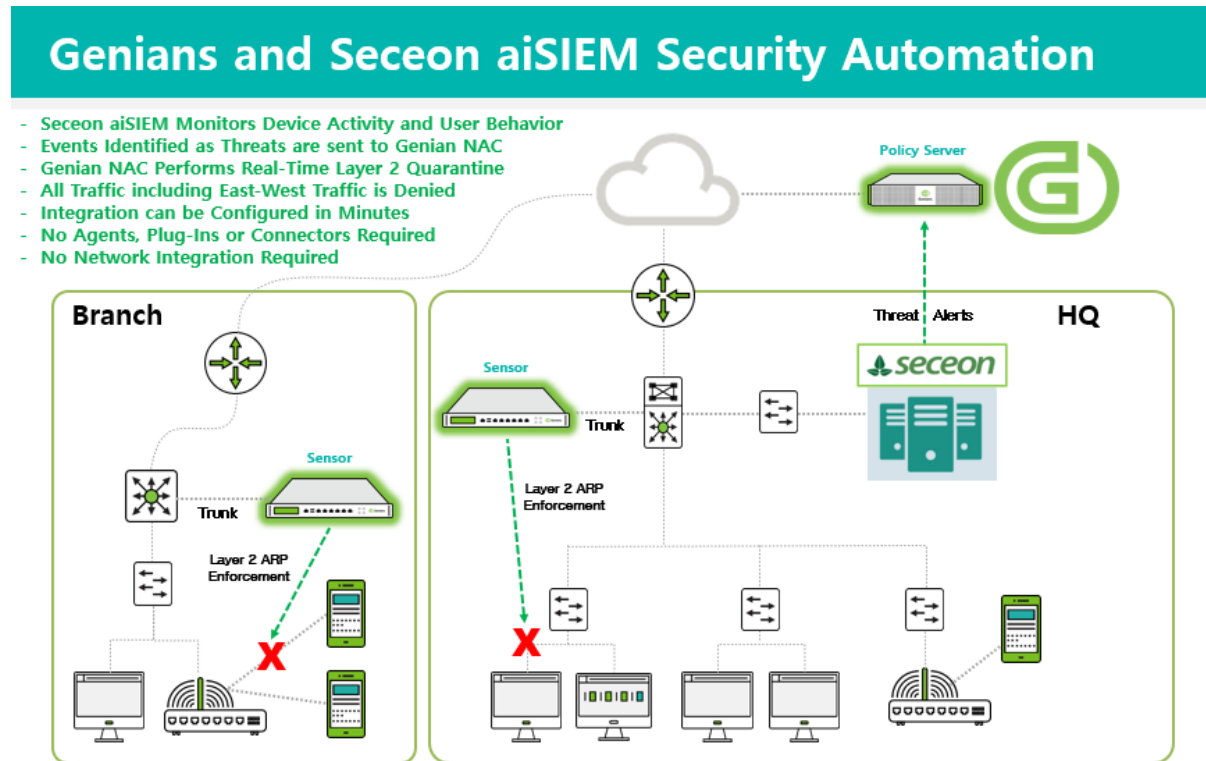 Genians and Seceon aiSIEM Security Automation
- Seceon aiSIEM Monitors Device Activity and User Behavior
- Events Identified as Threats are sent to Genian NAC
- Genian NAC Performs Real-Time Layer 2 Quarantine
- All Traffic including East-West Traffic is Denied
- Integration can be Configured in Minutes
- No Agents, Plug-Ins or Connectors Required
- No Network Integration Required
Policy Server
G
Branch
HQ
Threat Alerts
seceon
Sensor
Trunk
Layer 2 ARP
Enforcement
X
Sensor
Trunk
Layer 2 ARP
Enforcement
X